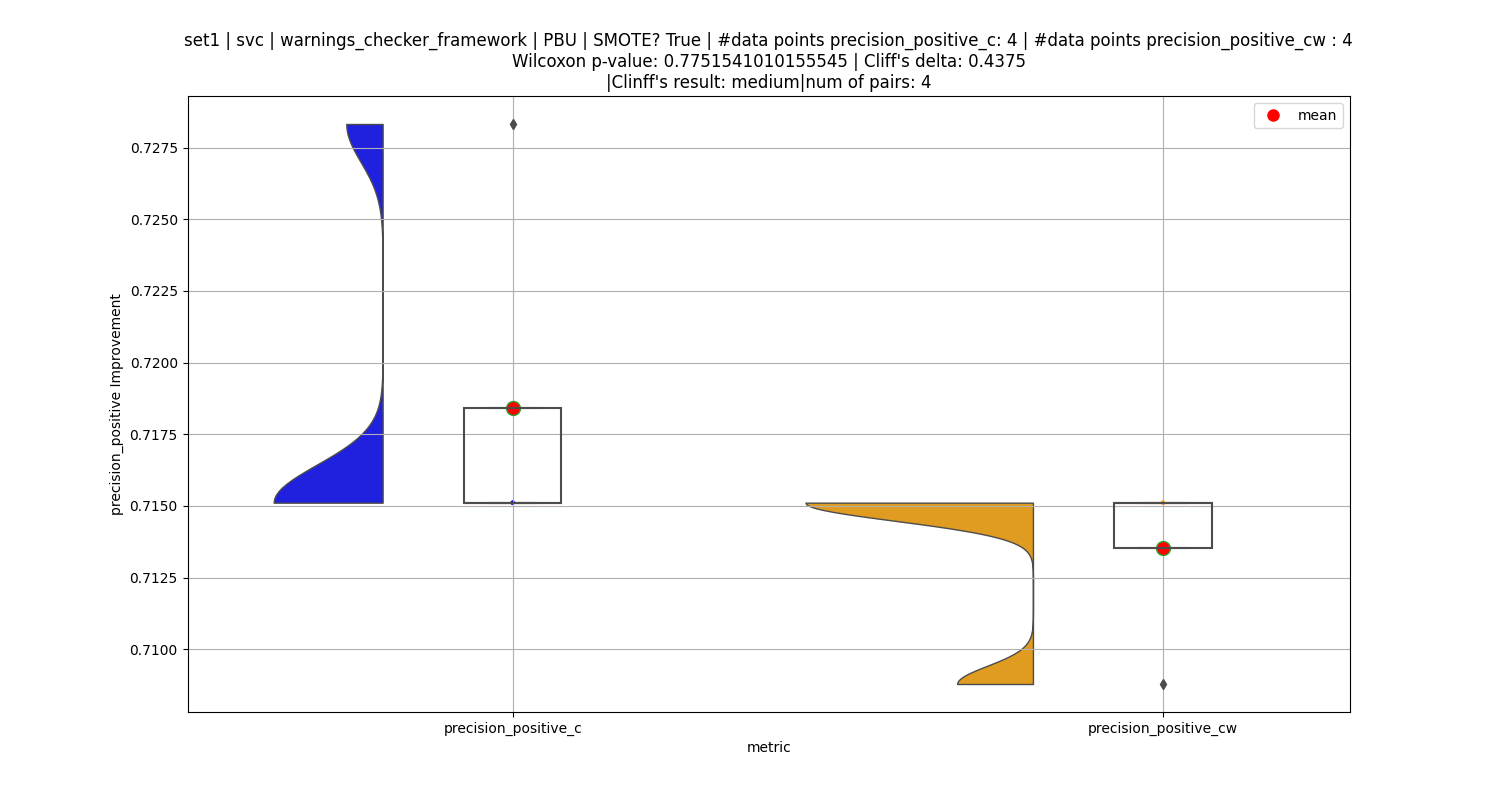 set1 | svc | warnings_checker_framework | PBU | SMOTE? True | #data points precision_positive_c: 4 | #data points precision_positive_cw : 4
Wilcoxon p-value: 0.7751541010155545 | Cliff's delta: 0.4375
|Clinff's result: medium|num of pairs: 4
mean
0.7275
0.7250
0.7225
0.7200
0.7175
0.7150
0.7125
0.7100
precision_positive Improvement
precision_positive_c
precision_positive_cw
metric